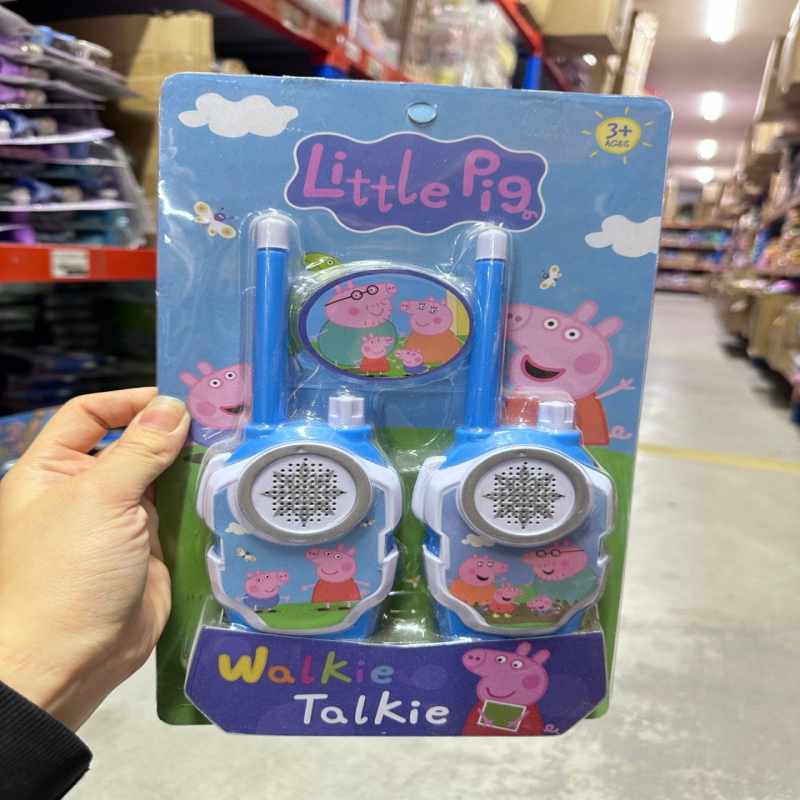 Little Pig
3+
AGES
Walkie
Talkie